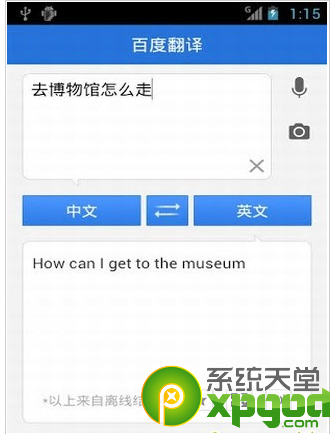 1:15
百度翻译
去博物馆怎么走
中文
英文
How can I get to the museum
*以上来自离线结
系统天堂
xpgod
.com